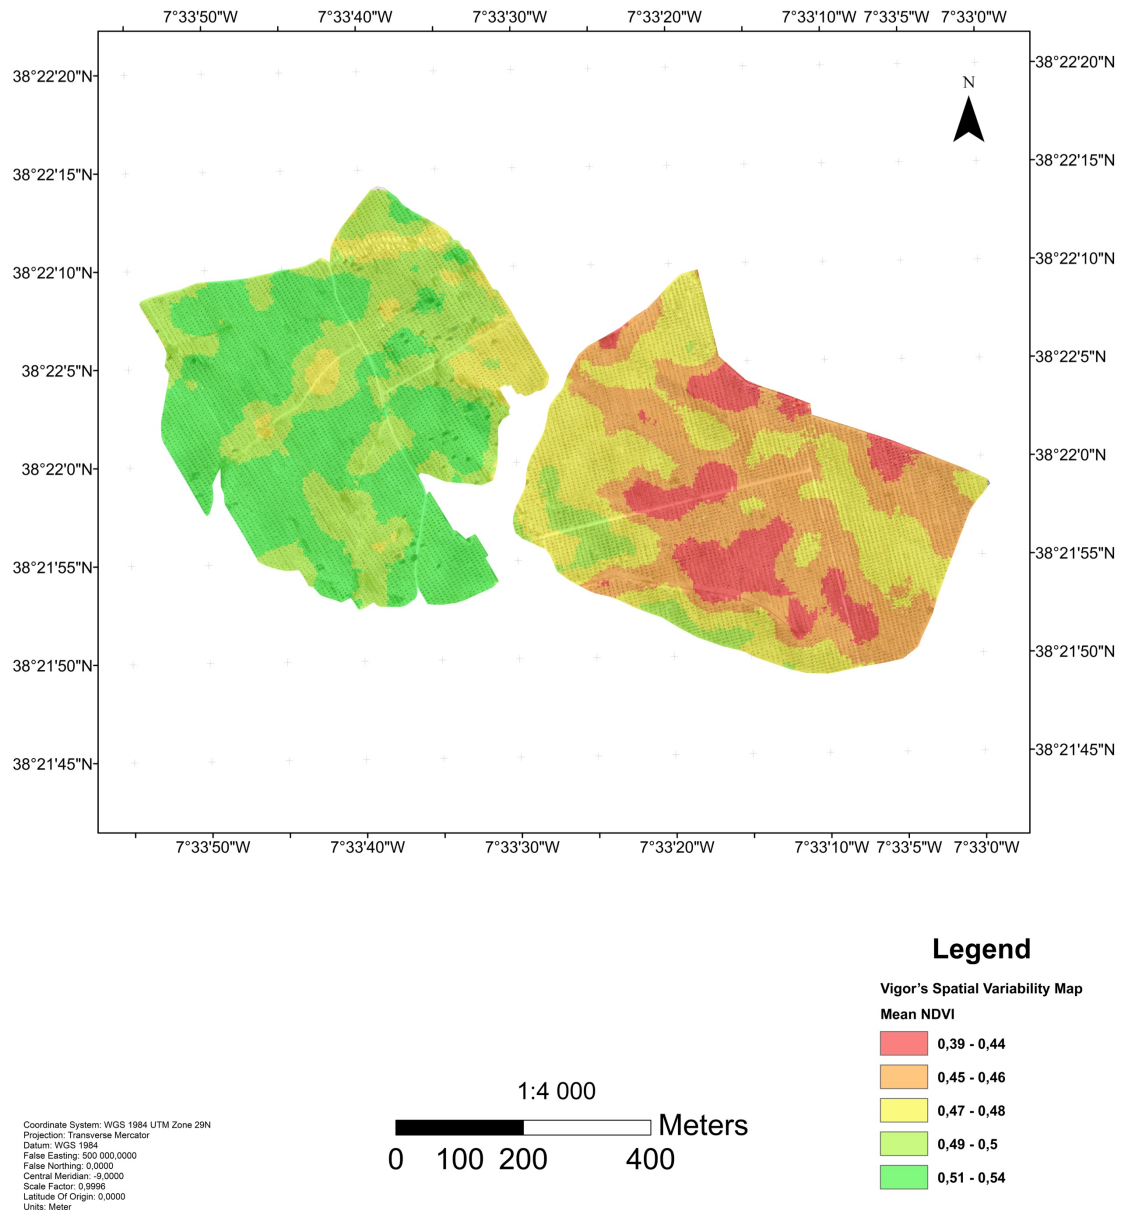 7°33'50"W 7°33'40"W 7°33'30"W 7°33'20"W 7°33'10"W 7°33'5"W 7°33'0"W
38°22'20"N 38°22'20"N
N
38°22'15"N 38°22'15"N
38°22'10"N 38°22'10"N
38°22'5"N 38°22'5"N
38°22'0"N 38°22'0"N
38°21'55"N 38°21'55"N
38°21'50"N 38°21'50"N
38°21'45"N 38°21'45"N
7°33'50"W 7°33'40"W 7°33'30"W 7°33'20"W 7°33'10"W 7°33'5"W 7°33'0"W
Legend
Vigor's Spatial Variability Map
Mean NDVI
0,39 - 0,44
0,45 - 0,46
0,47 - 0,48
0,49 - 0,5
0,51 - 0,54
1:4 000
Meters
0 100 200 400
Coordinate System: WGS 1984 UTM Zone 29N
Projection: Transverse Mercator
Datum: WGS 1984
False Easting: 500 000,0000
False Northing: 0,0000
Central Meridian: -9,0000
Scale Factor: 0,9996
Latitude Of Origin: 0,0000
Units: Meter